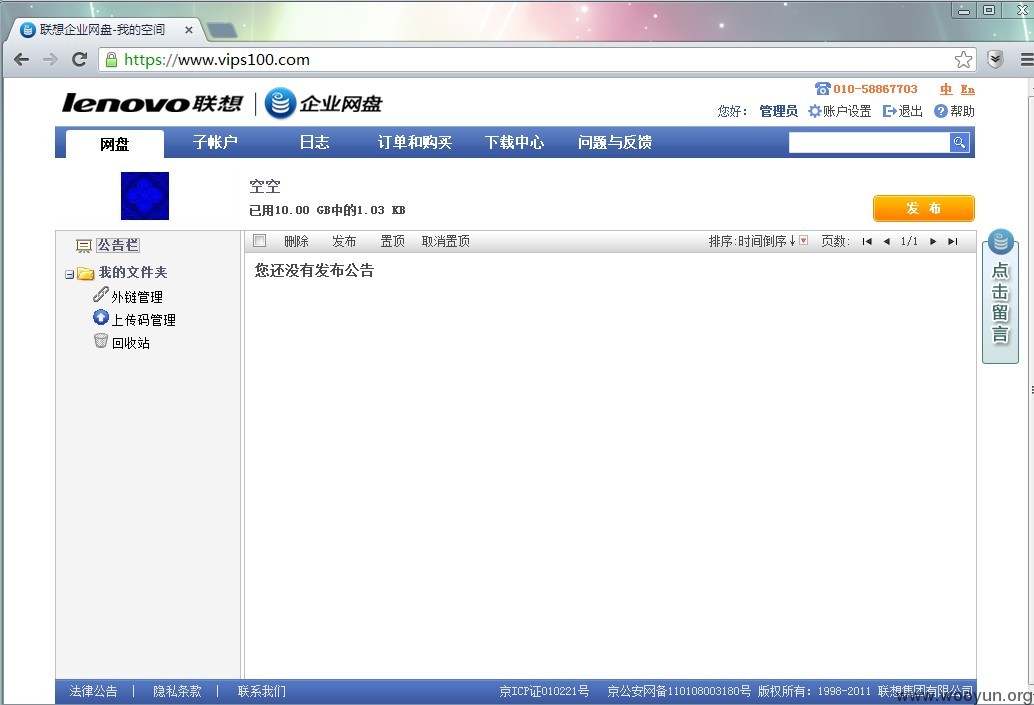 联想企业网盘-我的空间
https://www.vips100.com
010-58867703 中 En
lenovo联想 企业网盘
您好： 管理员 账户设置 退出 帮助
网盘 子帐户 日志 订单和购买 下载中心 问题与反馈
空空
已用10.00 GB中的1.03 KB
发 布
公告栏
删除 发布 置顶 取消置顶 排序:时间倒序↓ 页数: 1/1
我的文件夹
您还没有发布公告
外链管理
上传码管理
回收站
点击留言
法律公告 | 隐私条款 | 联系我们 京ICP证010221号 京公安网备110108003180号 版权所有：1998-2011 联想集团有限公司
www.wooyun.org